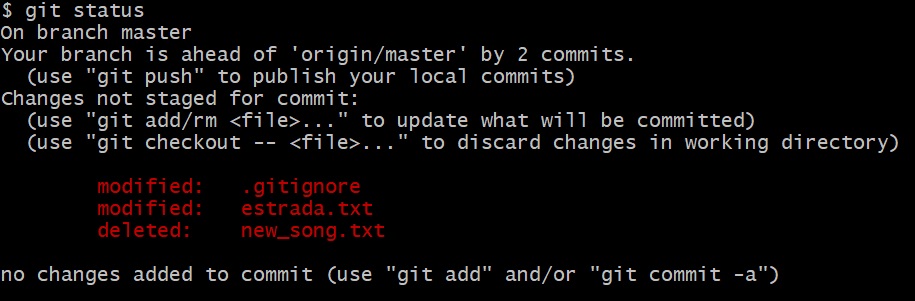 $ git status
On branch master
Your branch is ahead of 'origin/master' by 2 commits.
  (use "git push" to publish your local commits)
Changes not staged for commit:
  (use "git add/rm <file>..." to update what will be committed)
  (use "git checkout -- <file>..." to discard changes in working directory)

        modified:   .gitignore
        modified:   estrada.txt
        deleted:    new_song.txt

no changes added to commit (use "git add" and/or "git commit -a")